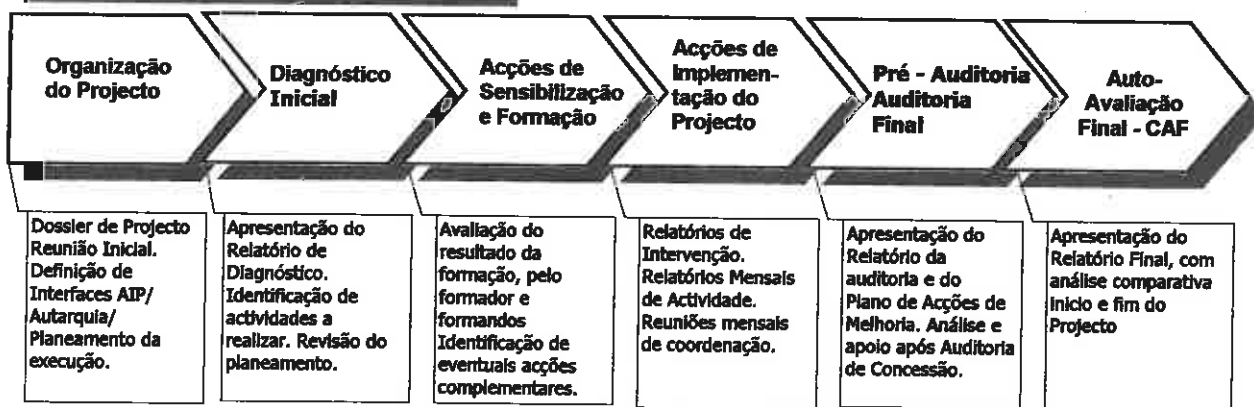 Organização
do Projecto
Diagnóstico
Inicial
Acções de
Sensibilização
e Formação
Acções de
Implemen-
tação do
Projecto
Pré - Auditoria
Auditoria
Final
Auto-
Avaliação
Final - CAF
Dossier de Projecto
Reunião Inicial.
Definição de
Interfaces AIP/
Autarquia/
Planeamento da
execução.
Apresentação do
Relatório de
Diagnóstico.
Identificação de
actividades a
realizar. Revisão do
planeamento.
Avaliação do
resultado da
formação, pelo
formador e
formandos
Identificação de
eventuais acções
complementares.
Relatórios de
Intervenção.
Relatórios Mensais
de Actividade.
Reuniões mensais
de coordenação.
Apresentação do
Relatório da
auditoria e do
Plano de Acções de
Melhoria. Análise e
apoio após Auditoria
de Concessão.
Apresentação do
Relatório Final, com
análise comparativa
Inicio e fim do
Projecto